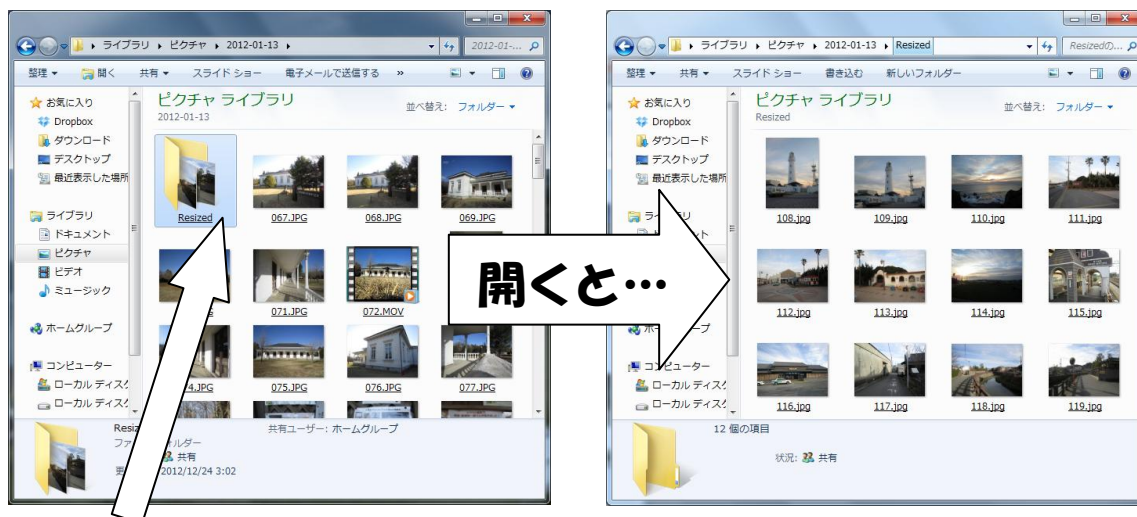 ライブラリ ▸ ピクチャ ▸ 2012-01-13 ▸
2012-01-...
整理 開く 共有 スライド ショー 電子メールで送信する »
お気に入り
Dropbox
ダウンロード
デスクトップ
最近表示した場所
ライブラリ
ドキュメント
ピクチャ
ビデオ
ミュージック
ホームグループ
コンピューター
ローカル ディスク
ローカル ディスク
ピクチャ ライブラリ
2012-01-13
並べ替え: フォルダー
Resized 067.JPG 068.JPG 069.JPG
071.JPG 072.MOV
4.JPG 075.JPG 076.JPG 077.JPG
共有ユーザー: ホームグループ
共有
2012/12/24 3:02
開くと…
ライブラリ ▸ ピクチャ ▸ 2012-01-13 ▸ Resized
Resizedの...
整理 共有 スライド ショー 書き込む 新しいフォルダー
お気に入り
Dropbox
ダウンロード
デスクトップ
最近表示した場所
ローカル ディスク
ローカル ディスク
ピクチャ ライブラリ
Resized
並べ替え: フォルダー
108.jpg 109.jpg 110.jpg 111.jpg
112.jpg 113.jpg 114.jpg 115.jpg
116.jpg 117.jpg 118.jpg 119.jpg
12 個の項目
状況: 共有